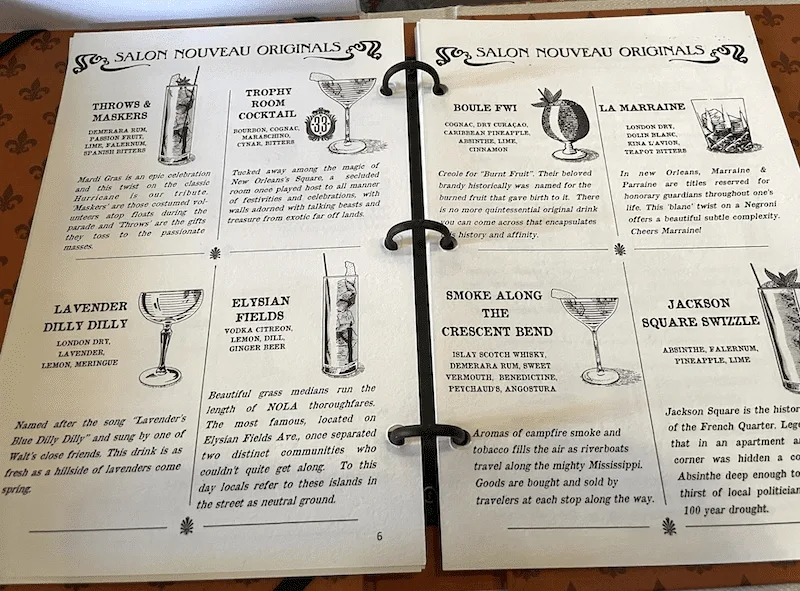 SALON NOUVEAU ORIGINALS
THROWS &
MASKERS
DEMERARA RUM,
PASSION FRUIT,
LIME, FALERNUM,
SPANISH BITTERS
Mardi Gras is an epic celebration
and this twist on the classic
Hurricane is our tribute.
'Maskers' are those costumed vol-
unteers atop floats during the
parade and 'Throws' are the gifts
they toss to the passionate
masses.
TROPHY
ROOM
COCKTAIL
BOURBON, COGNAC,
MARASCHINO,
CYNAR, BITTERS
33
Tucked away among the magic of
New Orleans's Square, a secluded
room once played host to all manner
of festivities and celebrations, with
walls adorned with talking beasts and
treasure from exotic far off lands.
LAVENDER
DILLY DILLY
LONDON DRY,
LAVENDER,
LEMON, MERINGUE
Named after the song "Lavender's
Blue Dilly Dilly" and sung by one of
Walt's close friends. This drink is as
fresh as a hillside of lavenders come
spring.
ELYSIAN
FIELDS
VODKA CITREON,
LEMON, DILL,
GINGER BEER
Beautiful grass medians run the
length of NOLA thoroughfares.
The most famous, located on
Elysian Fields Ave., once separated
two distinct communities who
couldn't quite get along. To this
day locals refer to these islands in
the street as neutral ground.
6
SALON NOUVEAU ORIGINALS
BOULE FWI
COGNAC, DRY CURAÇAO,
CARIBBEAN PINEAPPLE,
ABSINTHE, LIME,
CINNAMON
Creole for "Burnt Fruit". Their beloved
brandy historically was named for the
burned fruit that gave birth to it. There
is no more quintessential original drink
you can come across that encapsulates
history and affinity.
LA MARRAINE
LONDON DRY,
DOLIN BLANC,
KINA L'AVION,
TEAPOT BITTERS
In new Orleans, Marraine &
Parraine are titles reserved for
honorary guardians throughout one's
life. This 'blanc' twist on a Negroni
offers a beautiful subtle complexity.
Cheers Marraine!
SMOKE ALONG
THE
CRESCENT BEND
ISLAY SCOTCH WHISKY,
DEMERARA RUM, SWEET
VERMOUTH, BENEDICTINE,
PEYCHAUD'S, ANGOSTURA
Aromas of campfire smoke and
tobacco fills the air as riverboats
travel along the mighty Mississippi.
Goods are bought and sold by
travelers at each stop along the way.
JACKSON
SQUARE SWIZZLE
ABSINTHE, FALERNUM,
PINEAPPLE, LIME
Jackson Square is the histor
of the French Quarter. Lege
that in an apartment a
corner was hidden a co
Absinthe deep enough to
thirst of local politician
100 year drought.